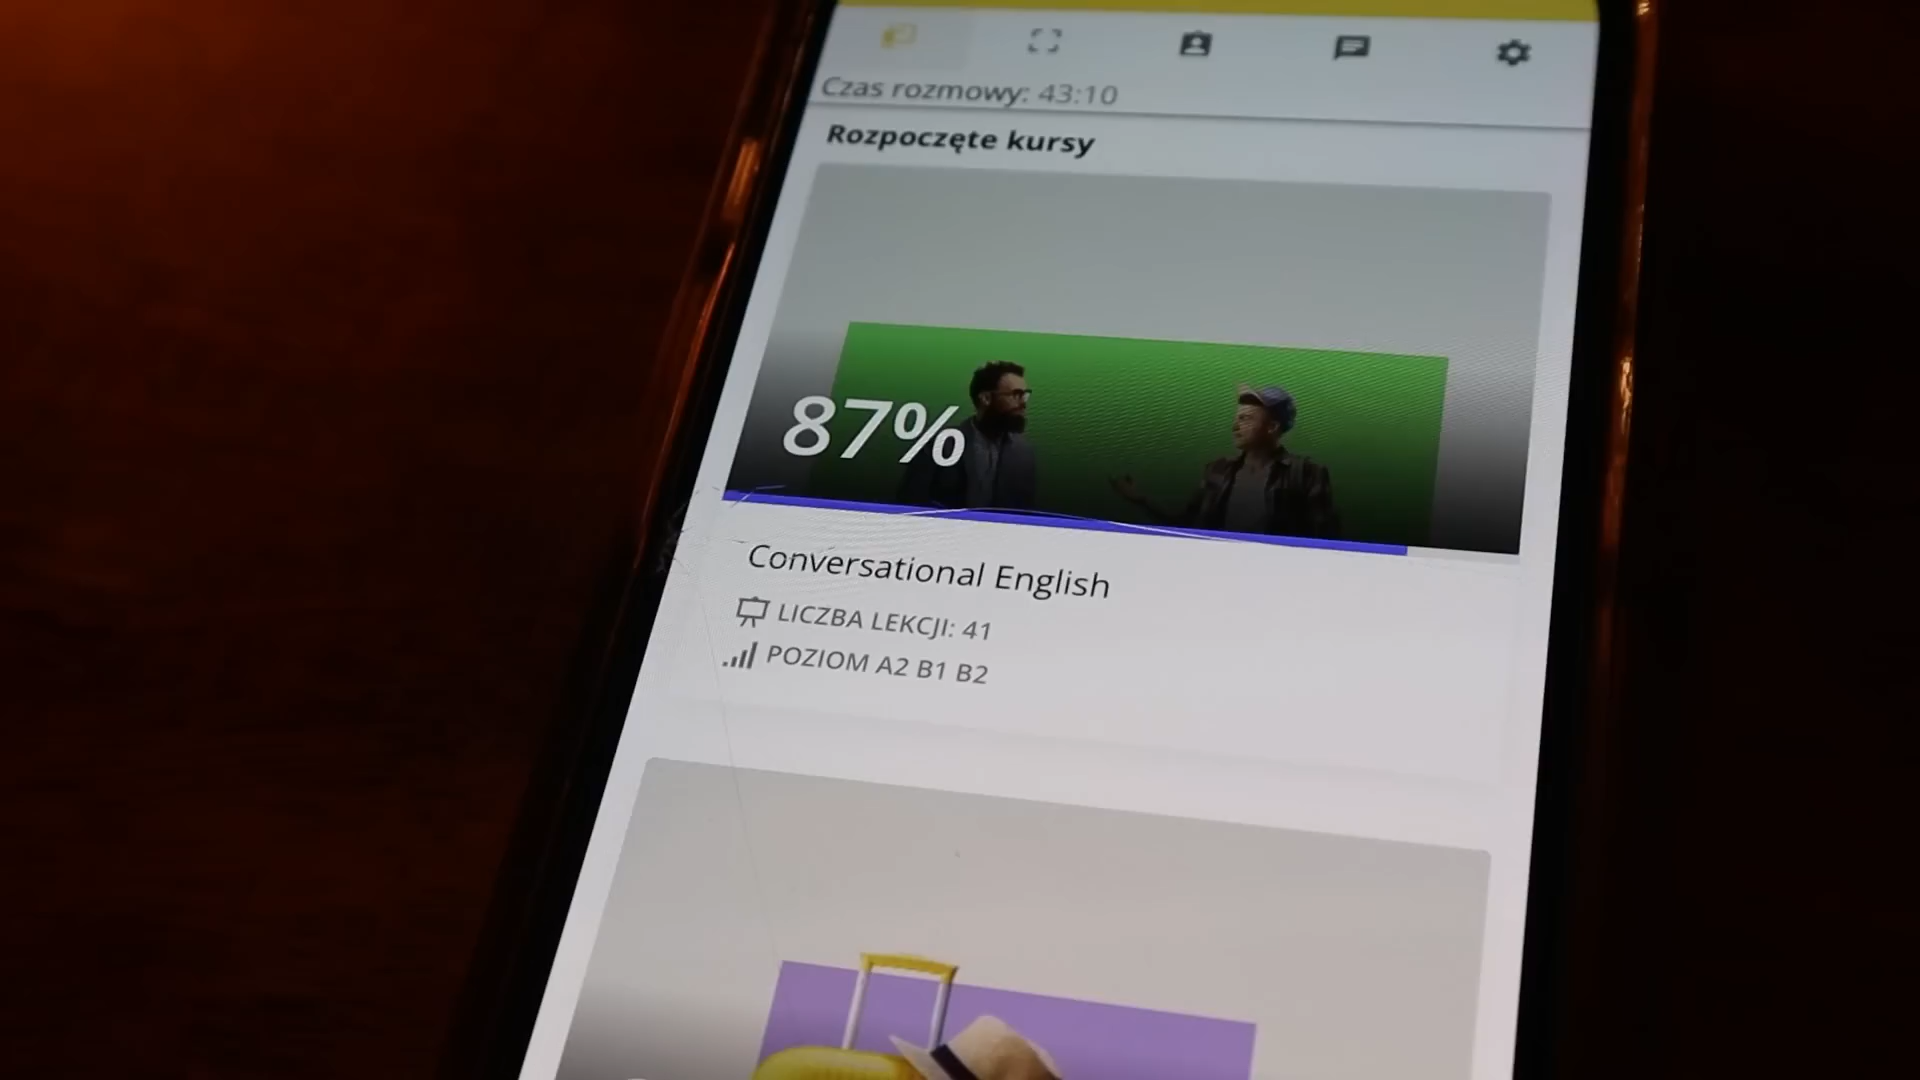 Czas rozmowy: 43:10
Rozpoczęte kursy
87%
Conversational English
LICZBA LEKCJI: 41
POZIOM A2 B1 B2